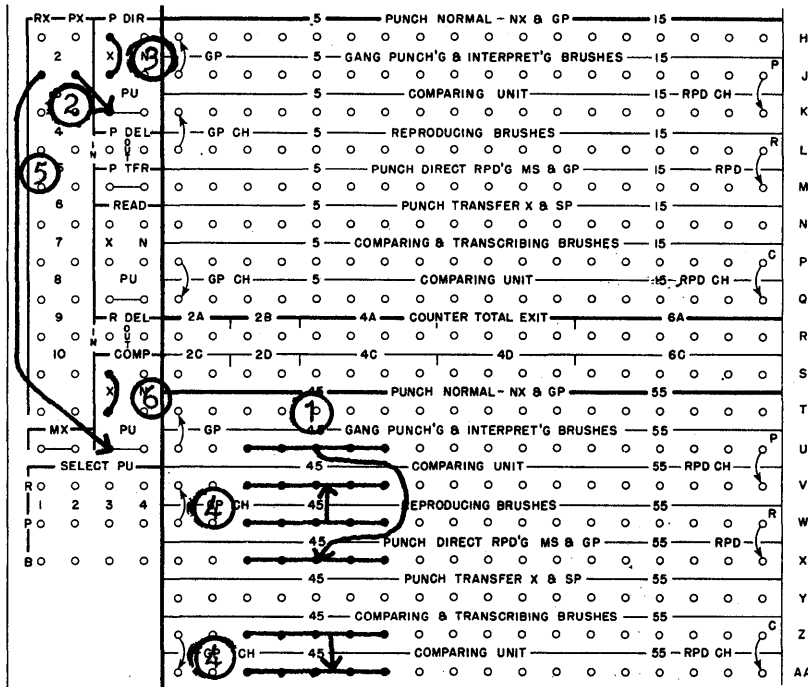 RX PX P DIR 5 PUNCH NORMAL - NX & GP 15
H
2 X N 3 GP 5 GANG PUNCH'G & INTERPRET'G BRUSHES 15
P J
2 PU 5 COMPARING UNIT 15 RPD CH
K
4 P DEL GP CH 5 REPRODUCING BRUSHES 15
IN OUT R L
5 P TFR 5 PUNCH DIRECT RPD'G MS & GP 15 RPD
M
6 READ 5 PUNCH TRANSFER X & SP 15
N
7 X N 5 COMPARING & TRANSCRIBING BRUSHES 15
C P
8 PU GP CH 5 COMPARING UNIT 15 RPD CH
Q
9 R DEL 2A 2B 4A COUNTER TOTAL EXIT 6A
IN OUT R
10 COMP 2C 2D 4C 4D 6C
S
X N 6 45 PUNCH NORMAL - NX & GP 55
1 T
MX PU GP 45 GANG PUNCH'G & INTERPRET'G BRUSHES 55
P U
SELECT PU 45 COMPARING UNIT 55 RPD CH
R V
1 2 3 4 4 CH 45 REPRODUCING BRUSHES 55
P R W
45 PUNCH DIRECT RPD'G MS & GP 55 RPD
B X
45 PUNCH TRANSFER X & SP 55
Y
45 COMPARING & TRANSCRIBING BRUSHES 55
C Z
4 CH 45 COMPARING UNIT 55 RPD CH
AA